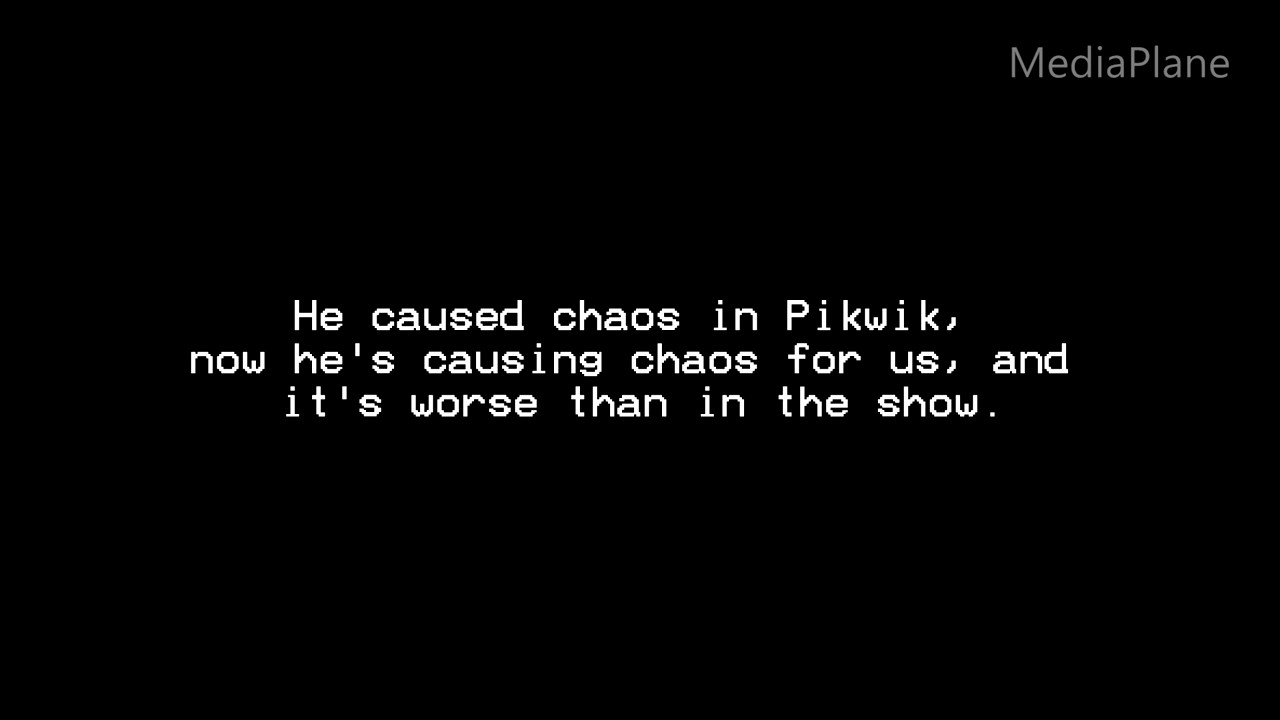 MediaPlane
He caused chaos in Pikwik,
now he's causing chaos for us, and
it's worse than in the show.